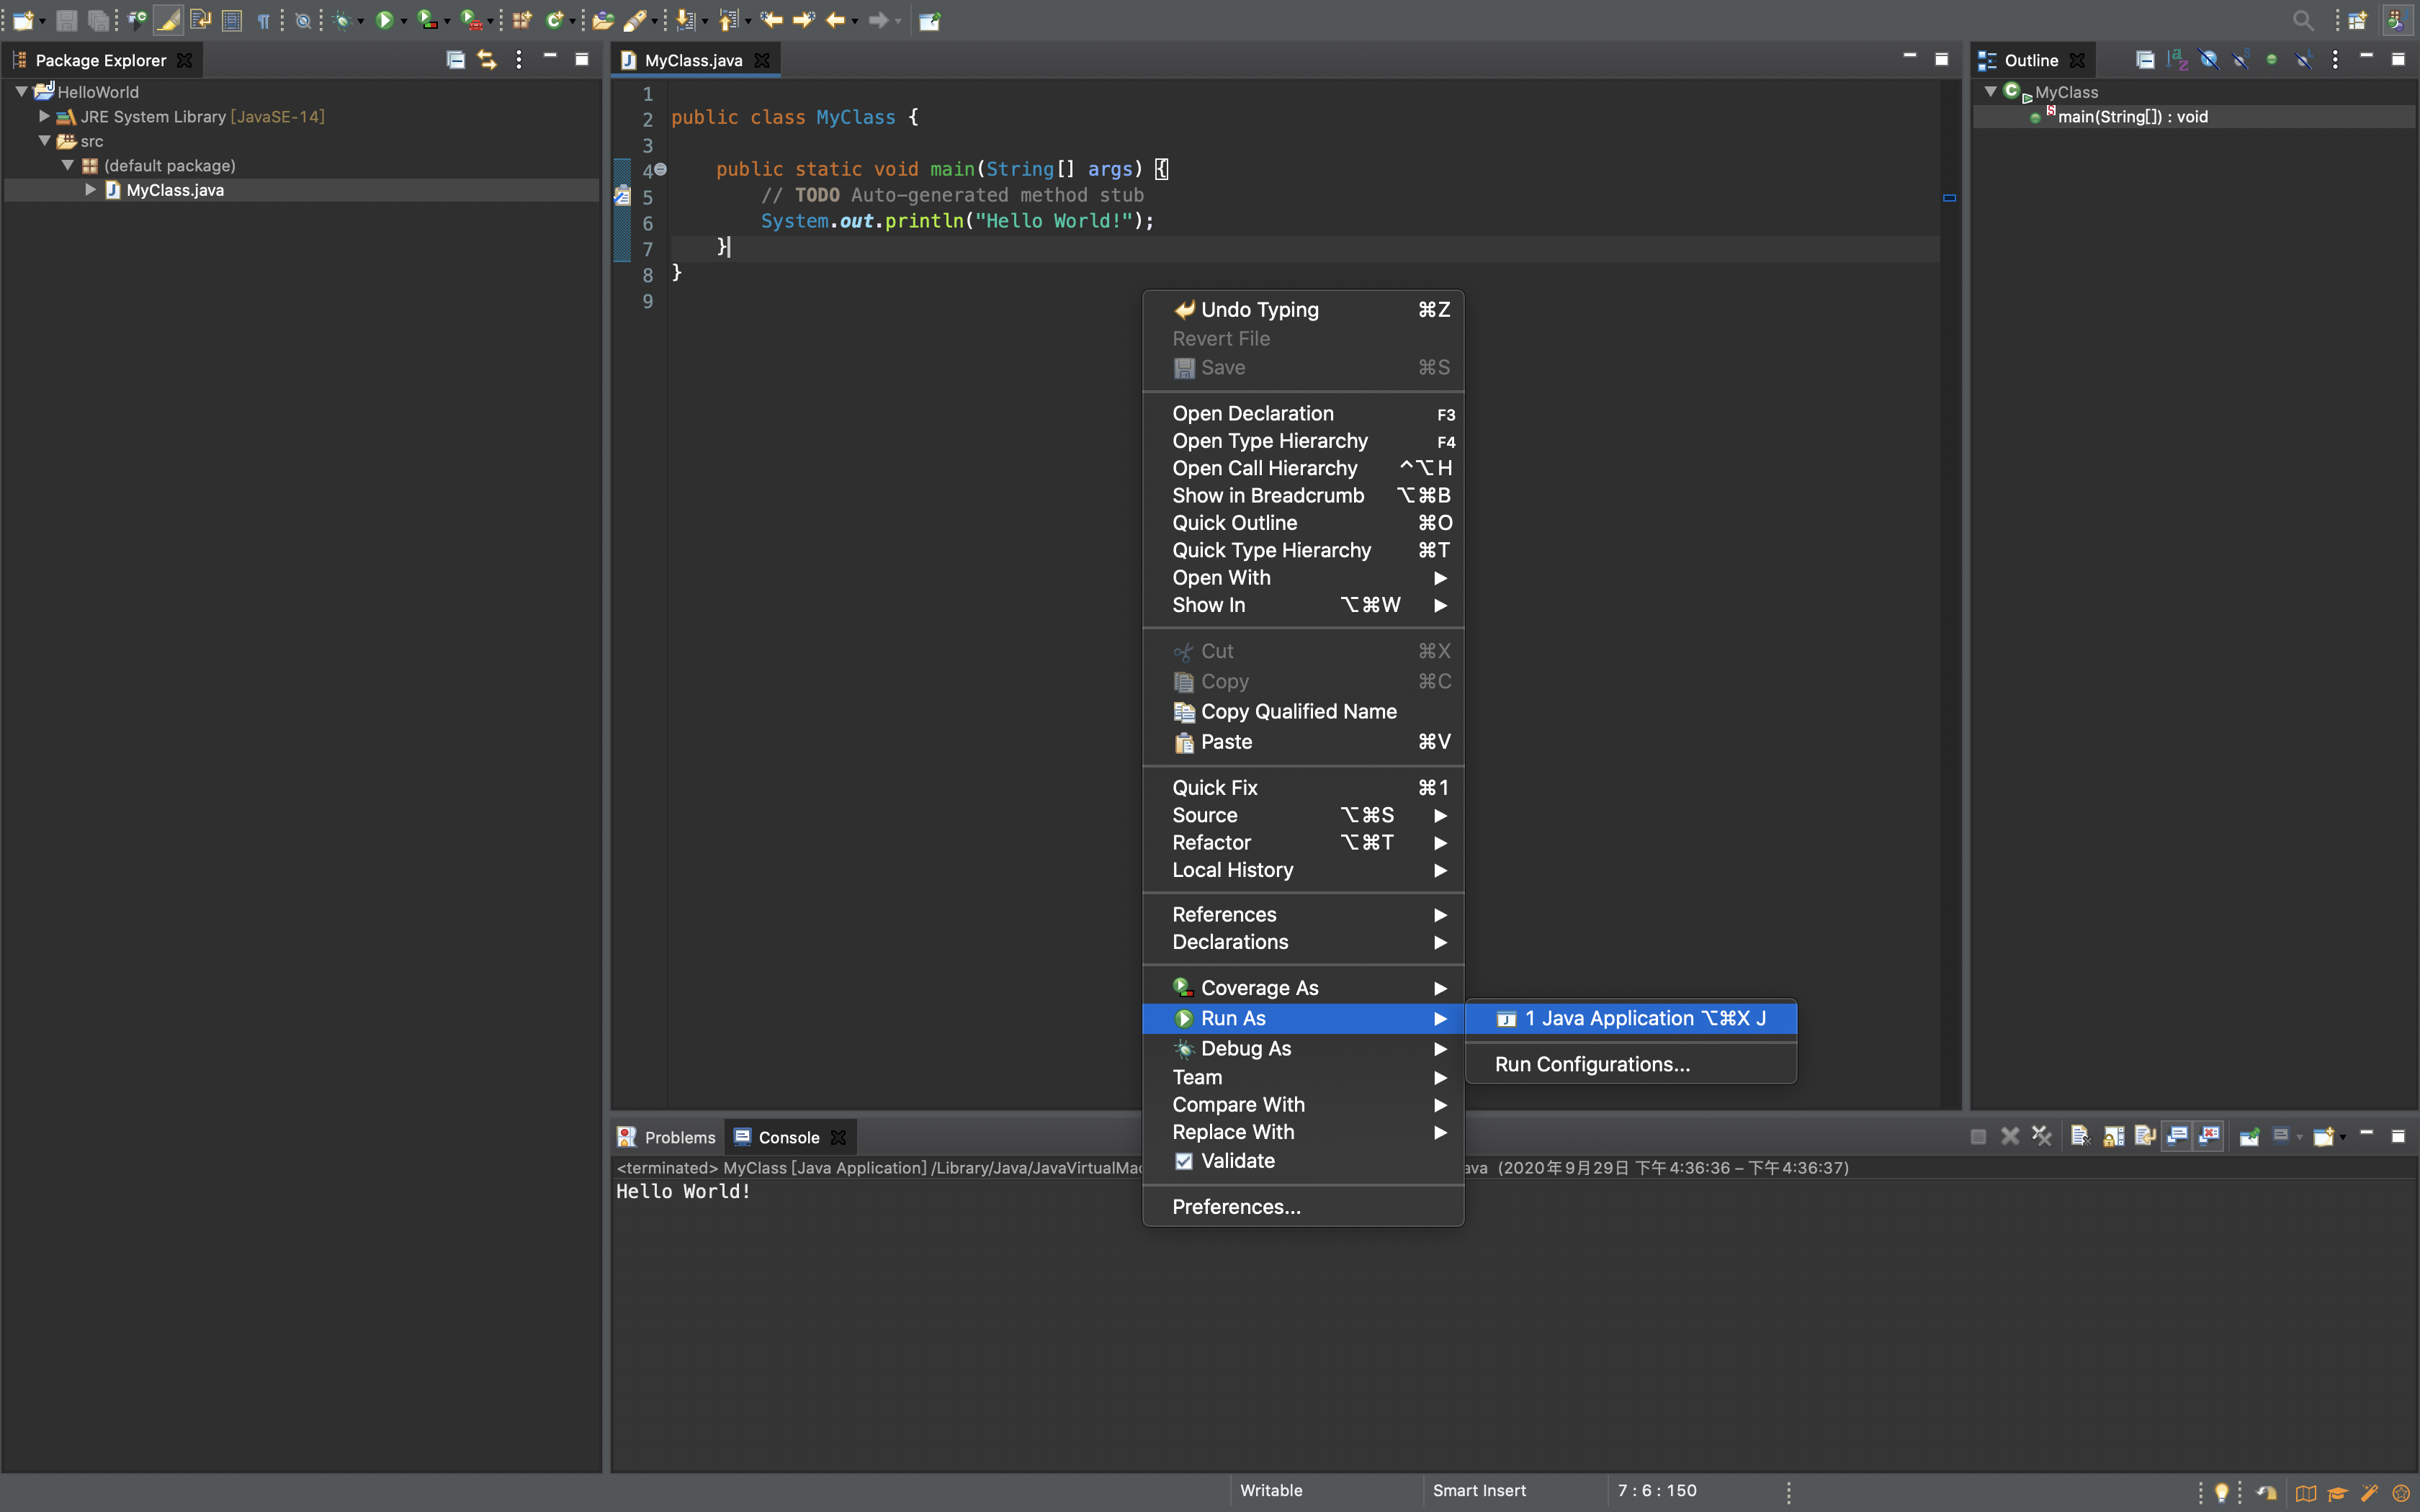 Package Explorer
HelloWorld
JRE System Library [JavaSE-14]
src
(default package)
MyClass.java
MyClass.java
1
2 public class MyClass {
3
4 public static void main(String[] args) {
5 // TODO Auto-generated method stub
6 System.out.println("Hello World!");
7 }
8 }
9
Outline
MyClass
main(String[]) : void
Undo Typing ⌘Z
Revert File
Save ⌘S
Open Declaration F3
Open Type Hierarchy F4
Open Call Hierarchy ^⌥H
Show in Breadcrumb ⌥⌘B
Quick Outline ⌘O
Quick Type Hierarchy ⌘T
Open With
Show In ⌥⌘W
Cut ⌘X
Copy ⌘C
Copy Qualified Name
Paste ⌘V
Quick Fix ⌘1
Source ⌥⌘S
Refactor ⌥⌘T
Local History
References
Declarations
Coverage As
Run As
Debug As
Team
Compare With
Replace With
Validate
Preferences...
1 Java Application ⌥⌘X J
Run Configurations...
Problems
Console
<terminated> MyClass [Java Application] /Library/Java/JavaVirtualMac ava (2020年9月29日 下午4:36:36 – 下午4:36:37)
Hello World!
Writable
Smart Insert
7 : 6 : 150